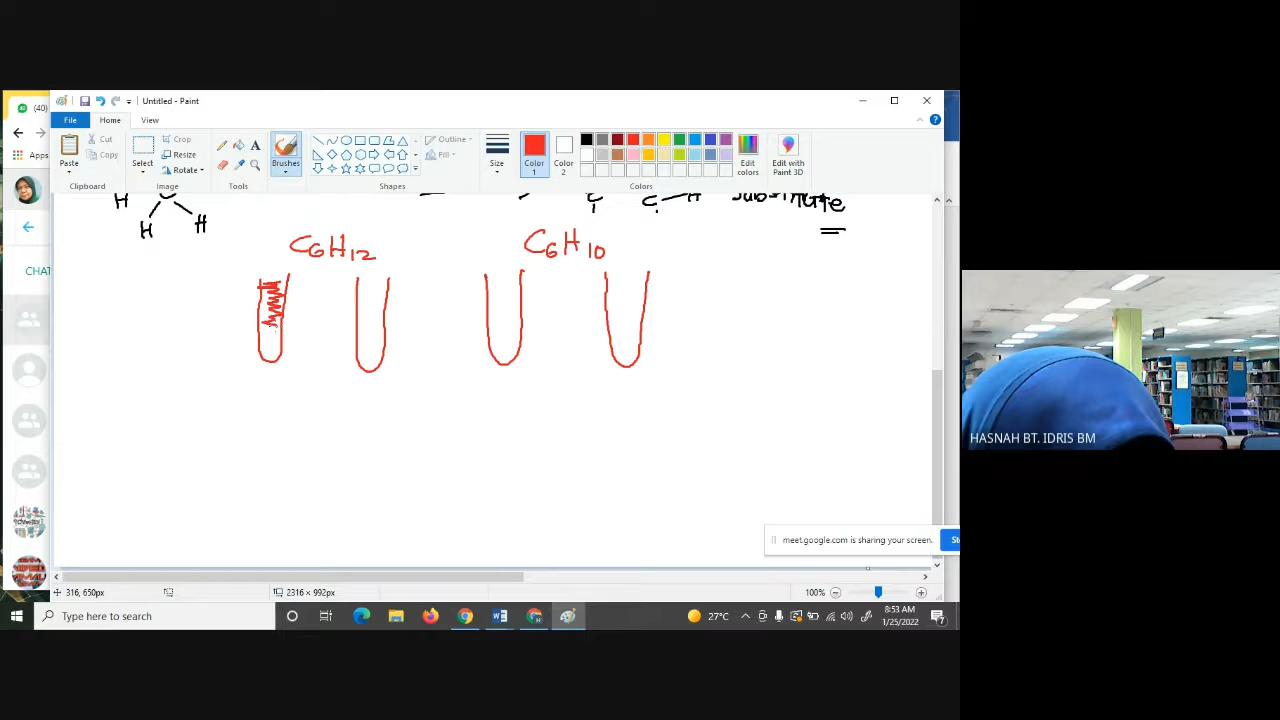 (40)
Untitled - Paint
File Home View
Apps
Paste
Cut
Copy
Clipboard
Select
Crop
Resize
Rotate
Image
Tools
Brushes
Outline
Fill
Shapes
Size
Color 1
Color 2
Edit colors
Colors
Edit with Paint 3D
H
C
H H
C
C H
Substitute
C6H12 C6H10
CHAT
HASNAH BT. IDRIS BM
meet.google.com is sharing your screen.
316, 650px
2316 × 992px
100%
Type here to search
27°C
8:53 AM
1/25/2022
7